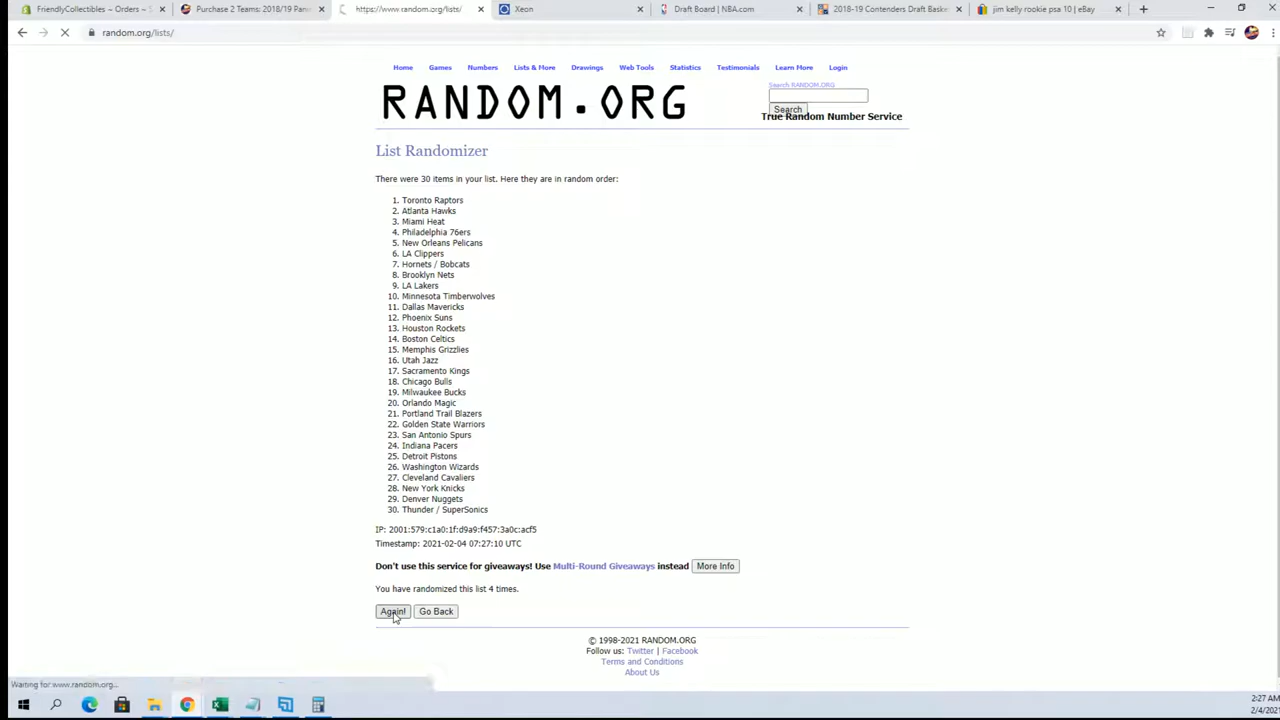 FriendlyCollectibles ~ Orders ~ S
Purchase 2 Teams: 2018/19 Pani
https://www.random.org/lists/
Xeon
Draft Board | NBA.com
2018-19 Contenders Draft Basket
jim kelly rookie psa 10 | eBay
random.org/lists/
Home Games Numbers Lists & More Drawings Web Tools Statistics Testimonials Learn More Login
Search RANDOM.ORG
RANDOM.ORG
Search
True Random Number Service
List Randomizer
There were 30 items in your list. Here they are in random order:
1. Toronto Raptors
2. Atlanta Hawks
3. Miami Heat
4. Philadelphia 76ers
5. New Orleans Pelicans
6. LA Clippers
7. Hornets / Bobcats
8. Brooklyn Nets
9. LA Lakers
10. Minnesota Timberwolves
11. Dallas Mavericks
12. Phoenix Suns
13. Houston Rockets
14. Boston Celtics
15. Memphis Grizzlies
16. Utah Jazz
17. Sacramento Kings
18. Chicago Bulls
19. Milwaukee Bucks
20. Orlando Magic
21. Portland Trail Blazers
22. Golden State Warriors
23. San Antonio Spurs
24. Indiana Pacers
25. Detroit Pistons
26. Washington Wizards
27. Cleveland Cavaliers
28. New York Knicks
29. Denver Nuggets
30. Thunder / SuperSonics
IP: 2001:579:c1a0:1f:d9a9:f457:3a0c:acf5
Timestamp: 2021-02-04 07:27:10 UTC
Don't use this service for giveaways! Use Multi-Round Giveaways instead More Info
You have randomized this list 4 times.
Again! Go Back
© 1998-2021 RANDOM.ORG
Follow us: Twitter | Facebook
Terms and Conditions
About Us
Waiting for www.random.org...
2:27 AM
2/4/2021